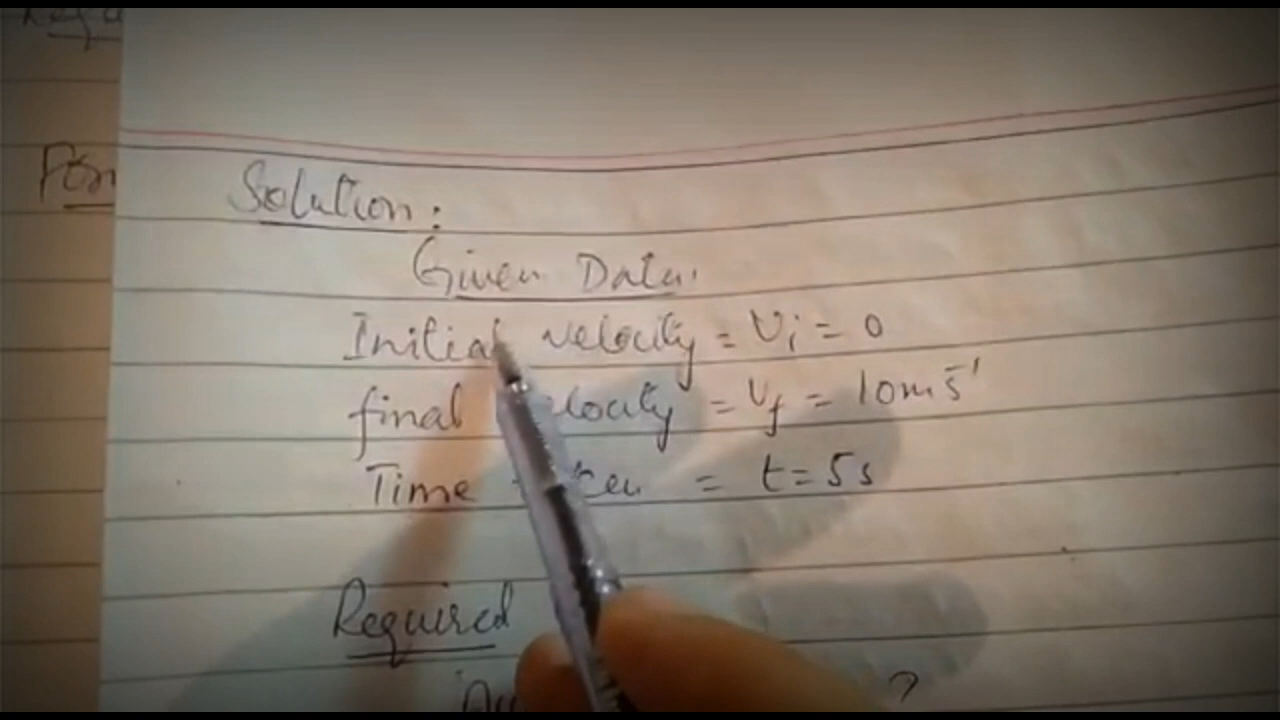 Solution:
Given Data.
Initial velocity = Vi = 0
final = Vf = 10ms⁻¹
Time = t = 5s
Required
?